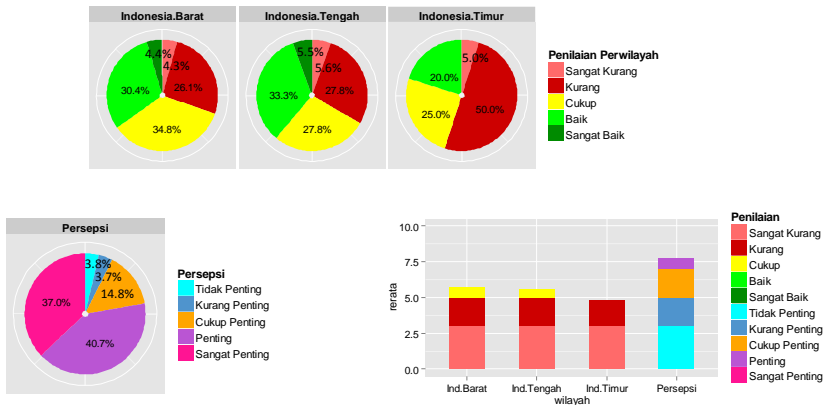 Indonesia.Barat
Indonesia.Tengah
Indonesia.Timur
4.4%
4.3%
26.1%
34.8%
30.4%
5.5%
5.6%
27.8%
27.8%
33.3%
5.0%
50.0%
25.0%
20.0%
Penilaian Perwilayah
Sangat Kurang
Kurang
Cukup
Baik
Sangat Baik
Persepsi
3.8%
3.7%
14.8%
40.7%
37.0%
Persepsi
Tidak Penting
Kurang Penting
Cukup Penting
Penting
Sangat Penting
rerata
10.0
7.5
5.0
2.5
0.0
Ind.Barat
Ind.Tengah
Ind.Timur
Persepsi
wilayah
Penilaian
Sangat Kurang
Kurang
Cukup
Baik
Sangat Baik
Tidak Penting
Kurang Penting
Cukup Penting
Penting
Sangat Penting